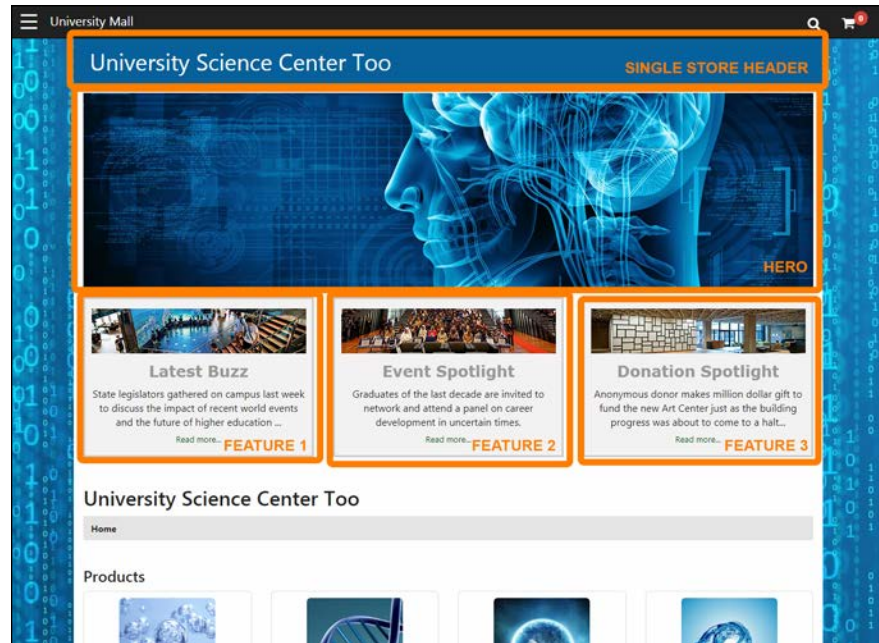 University Mall
0
University Science Center Too
SINGLE STORE HEADER
HERO
Latest Buzz
State legislators gathered on campus last week
to discuss the impact of recent world events
and the future of higher education ...
Read more...
FEATURE 1
Event Spotlight
Graduates of the last decade are invited to
network and attend a panel on career
development in uncertain times.
Read more...
FEATURE 2
Donation Spotlight
Anonymous donor makes million dollar gift to
fund the new Art Center just as the building
progress was about to come to a halt...
Read more...
FEATURE 3
University Science Center Too
Home
Products